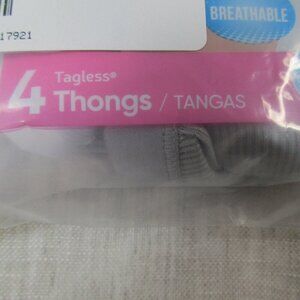 BREATHABLE
17921
4 Tagless®
Thongs / TANGAS